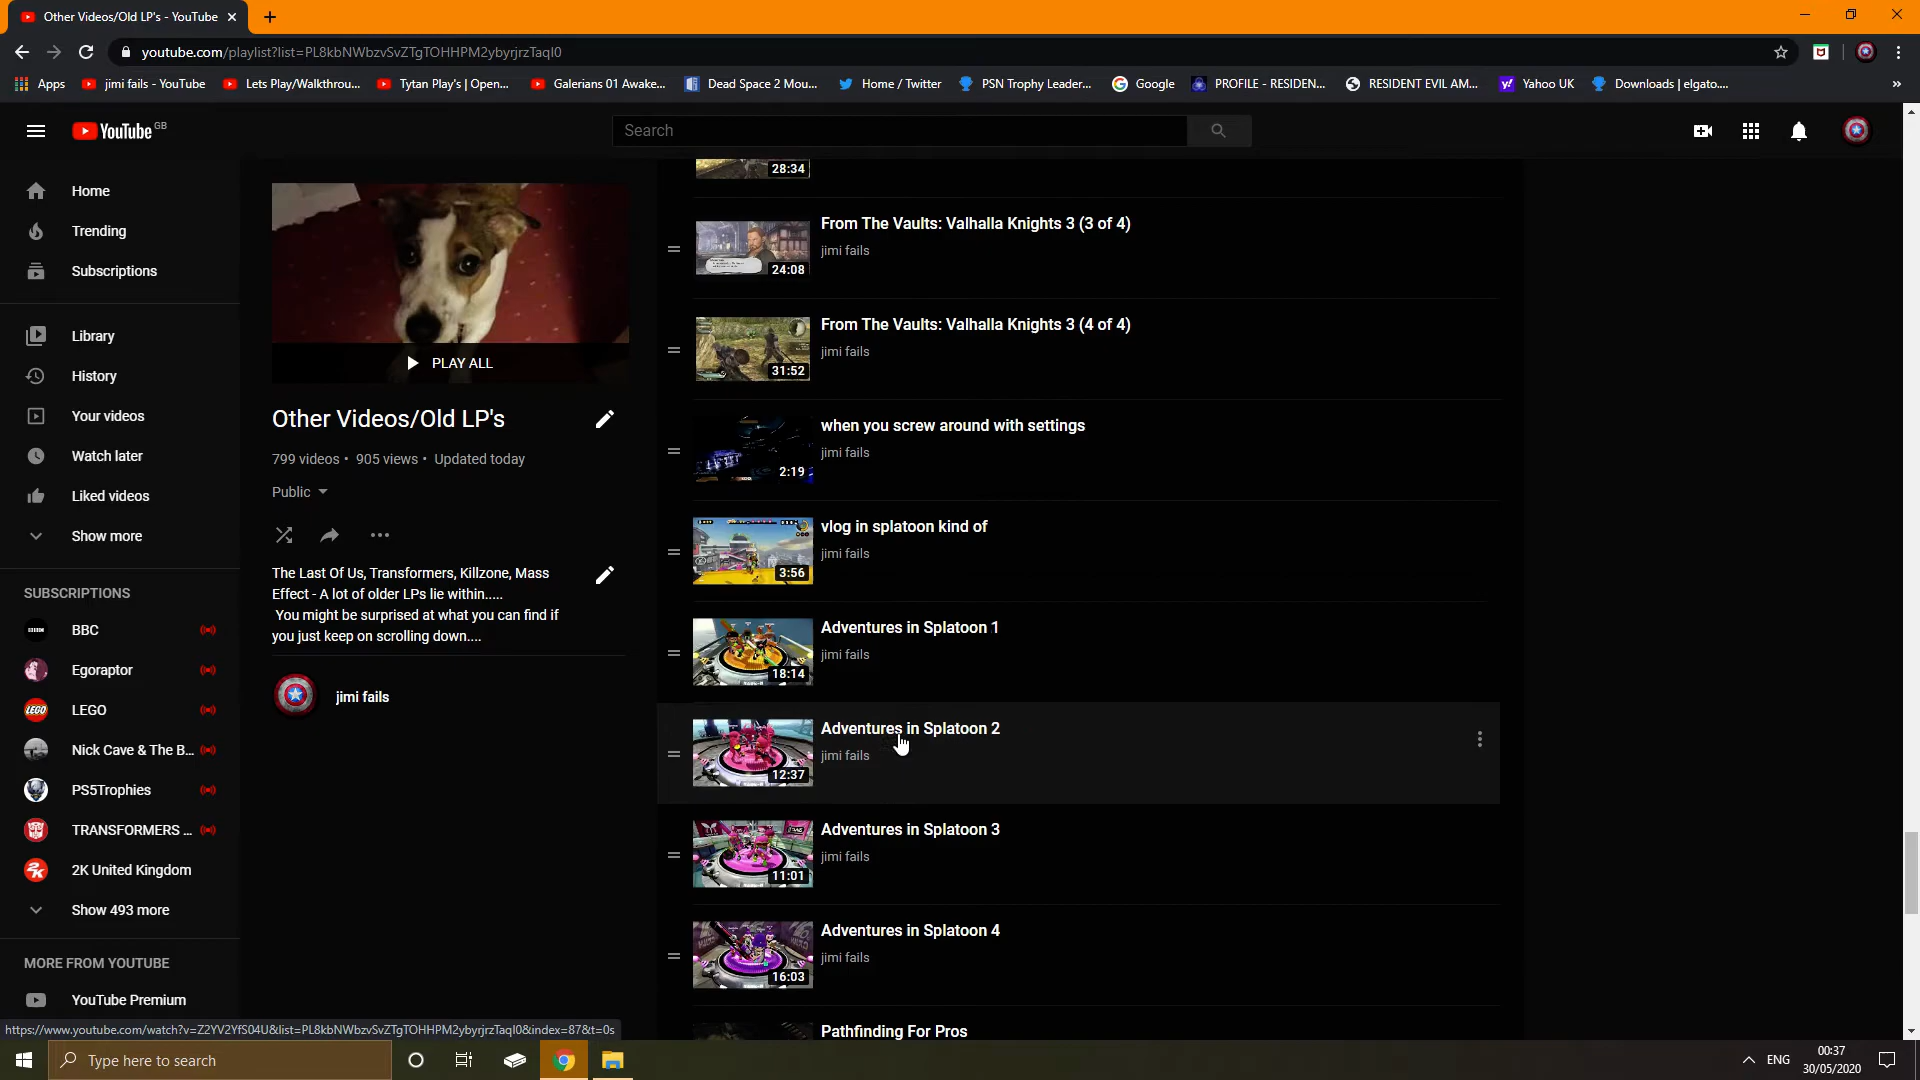 Other Videos/Old LP's - YouTube
youtube.com/playlist?list=PL8kbNWbzvSvZTgTOHHPM2ybyrjrzTaqI0
Apps
jimi fails - YouTube
Lets Play/Walkthrou...
Tytan Play's | Open...
Galerians 01 Awake...
Dead Space 2 Mou...
Home / Twitter
PSN Trophy Leader...
Google
PROFILE - RESIDEN...
RESIDENT EVIL AM...
Yahoo UK
Downloads | elgato....
YouTube GB
Search
Home
Trending
Subscriptions
Library
History
Your videos
Watch later
Liked videos
Show more
SUBSCRIPTIONS
BBC
Egoraptor
LEGO
Nick Cave & The B...
PS5Trophies
TRANSFORMERS ...
2K United Kingdom
Show 493 more
MORE FROM YOUTUBE
YouTube Premium
PLAY ALL
Other Videos/Old LP's
799 videos • 905 views • Updated today
Public
The Last Of Us, Transformers, Killzone, Mass
Effect - A lot of older LPs lie within.....
You might be surprised at what you can find if
you just keep on scrolling down....
jimi fails
28:34
From The Vaults: Valhalla Knights 3 (3 of 4)
jimi fails
24:08
From The Vaults: Valhalla Knights 3 (4 of 4)
jimi fails
31:52
when you screw around with settings
jimi fails
2:19
vlog in splatoon kind of
jimi fails
3:56
Adventures in Splatoon 1
jimi fails
18:14
Adventures in Splatoon 2
jimi fails
12:37
Adventures in Splatoon 3
jimi fails
11:01
Adventures in Splatoon 4
jimi fails
16:03
Pathfinding For Pros
https://www.youtube.com/watch?v=Z2YV2YfS04U&list=PL8kbNWbzvSvZTgTOHHPM2ybyrjrzTaqI0&index=87&t=0s
Type here to search
ENG
00:37
30/05/2020